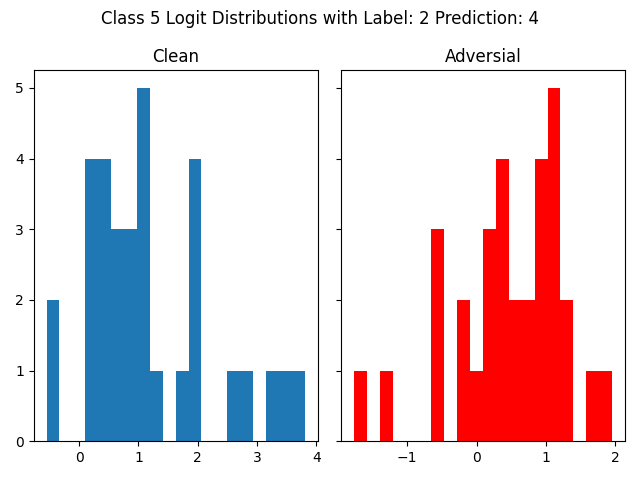 Class 5 Logit Distributions with Label: 2 Prediction: 4
Clean
Adversial
5
4
3
2
1
0
0 1 2 3 4
−1 0 1 2